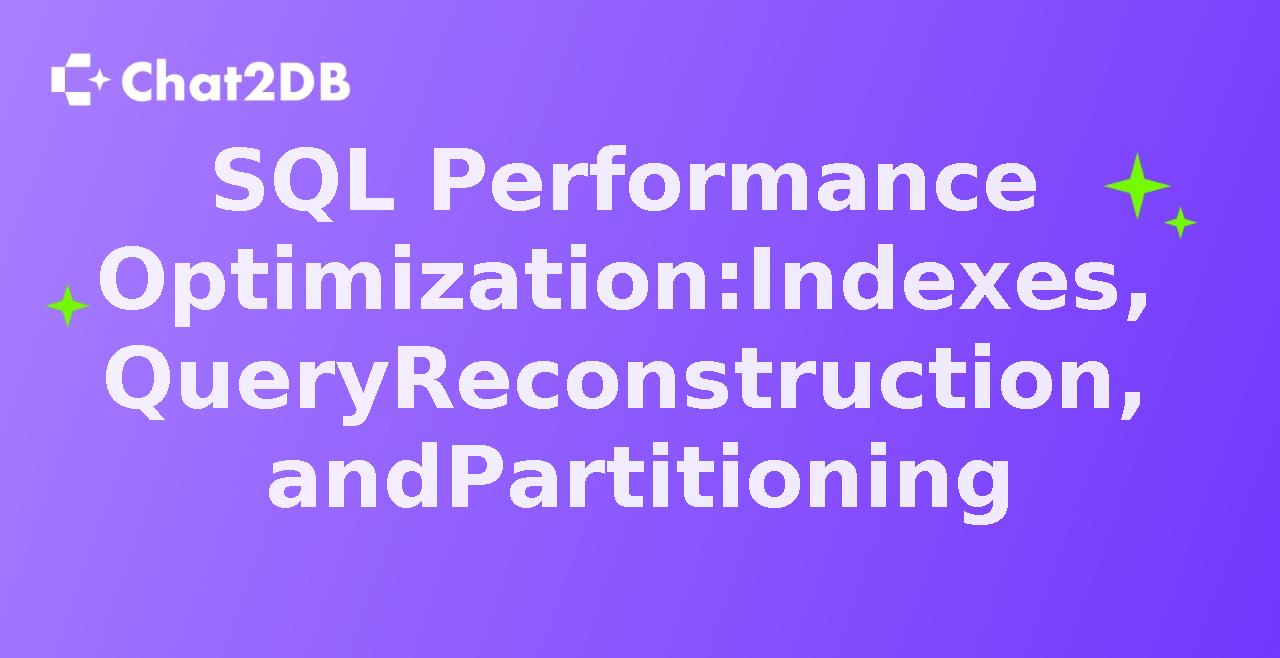 Chat2DB
SQL Performance
Optimization:Indexes,
QueryReconstruction,
andPartitioning